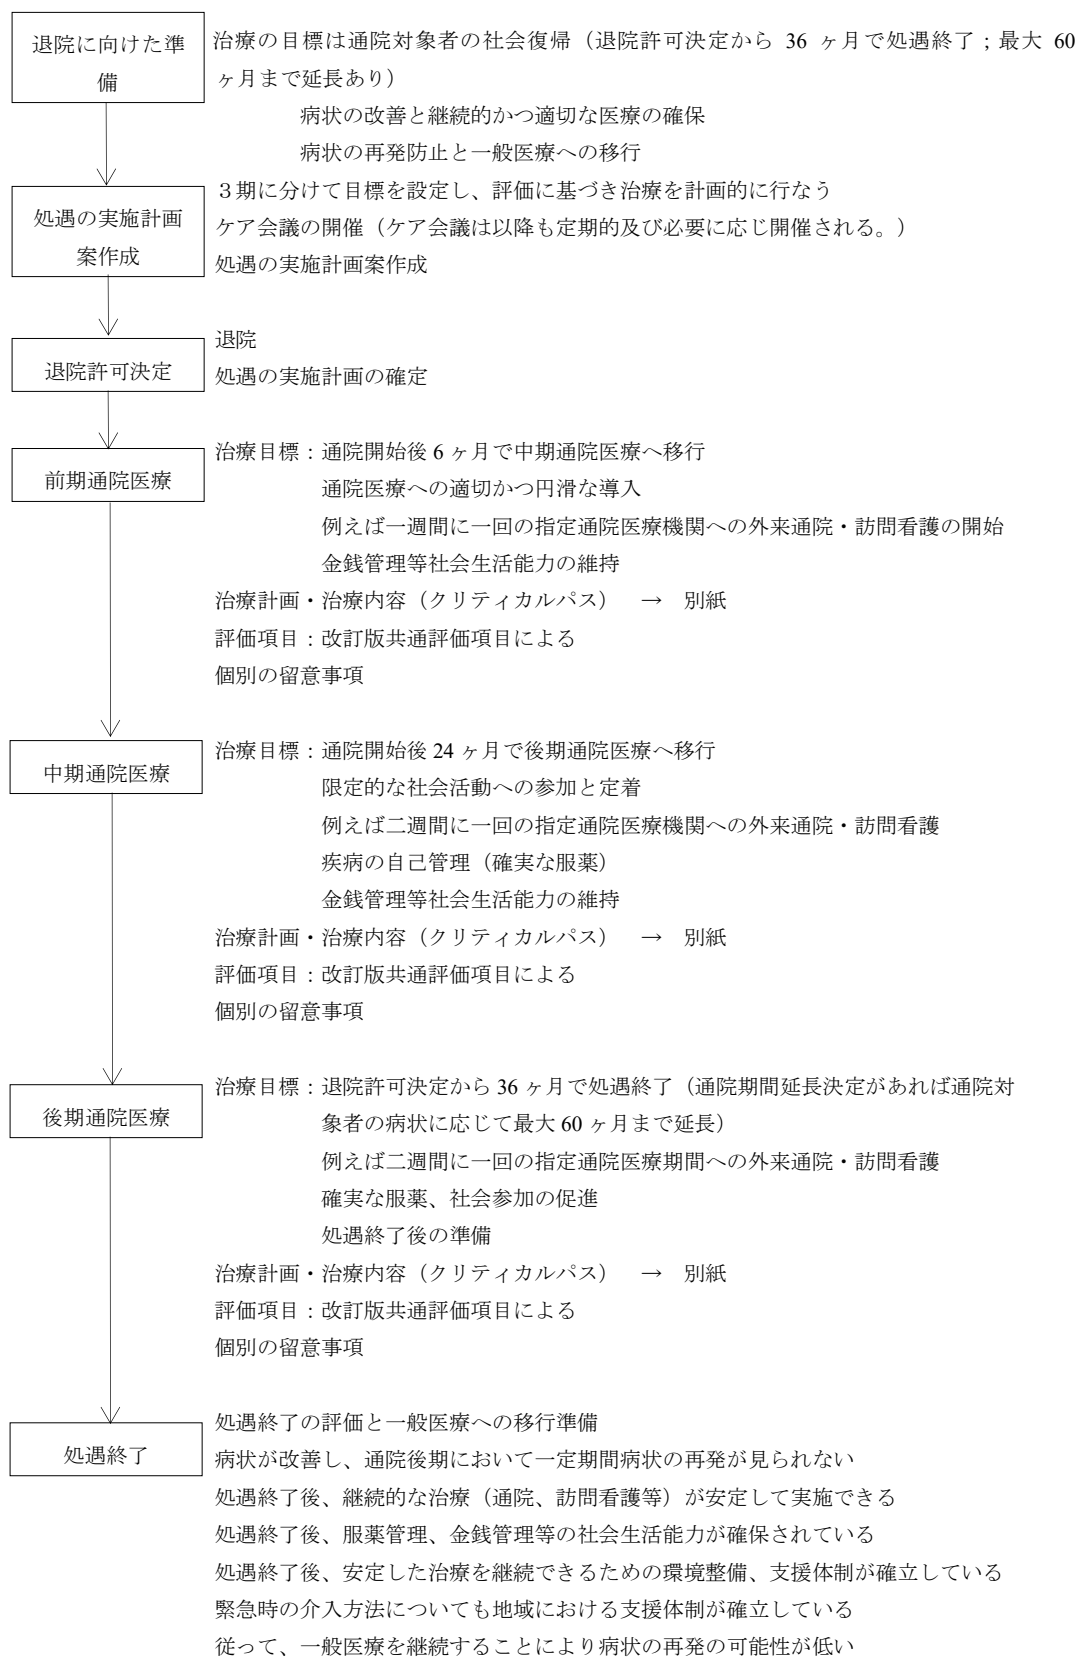 退院に向けた準
備
治療の目標は通院対象者の社会復帰（退院許可決定から 36 ヶ月で処遇終了；最大 60
ヶ月まで延長あり）
病状の改善と継続的かつ適切な医療の確保
病状の再発防止と一般医療への移行
処遇の実施計画
案作成
３期に分けて目標を設定し、評価に基づき治療を計画的に行なう
ケア会議の開催（ケア会議は以降も定期的及び必要に応じ開催される。）
処遇の実施計画案作成
退院許可決定
退院
処遇の実施計画の確定
前期通院医療
治療目標：通院開始後 6 ヶ月で中期通院医療へ移行
通院医療への適切かつ円滑な導入
例えば一週間に一回の指定通院医療機関への外来通院・訪問看護の開始
金銭管理等社会生活能力の維持
治療計画・治療内容（クリティカルパス）　→　別紙
評価項目：改訂版共通評価項目による
個別の留意事項
中期通院医療
治療目標：通院開始後 24 ヶ月で後期通院医療へ移行
限定的な社会活動への参加と定着
例えば二週間に一回の指定通院医療機関への外来通院・訪問看護
疾病の自己管理（確実な服薬）
金銭管理等社会生活能力の維持
治療計画・治療内容（クリティカルパス）　→　別紙
評価項目：改訂版共通評価項目による
個別の留意事項
後期通院医療
治療目標：退院許可決定から 36 ヶ月で処遇終了（通院期間延長決定があれば通院対
象者の病状に応じて最大 60 ヶ月まで延長）
例えば二週間に一回の指定通院医療期間への外来通院・訪問看護
確実な服薬、社会参加の促進
処遇終了後の準備
治療計画・治療内容（クリティカルパス）　→　別紙
評価項目：改訂版共通評価項目による
個別の留意事項
処遇終了
処遇終了の評価と一般医療への移行準備
病状が改善し、通院後期において一定期間病状の再発が見られない
処遇終了後、継続的な治療（通院、訪問看護等）が安定して実施できる
処遇終了後、服薬管理、金銭管理等の社会生活能力が確保されている
処遇終了後、安定した治療を継続できるための環境整備、支援体制が確立している
緊急時の介入方法についても地域における支援体制が確立している
従って、一般医療を継続することにより病状の再発の可能性が低い